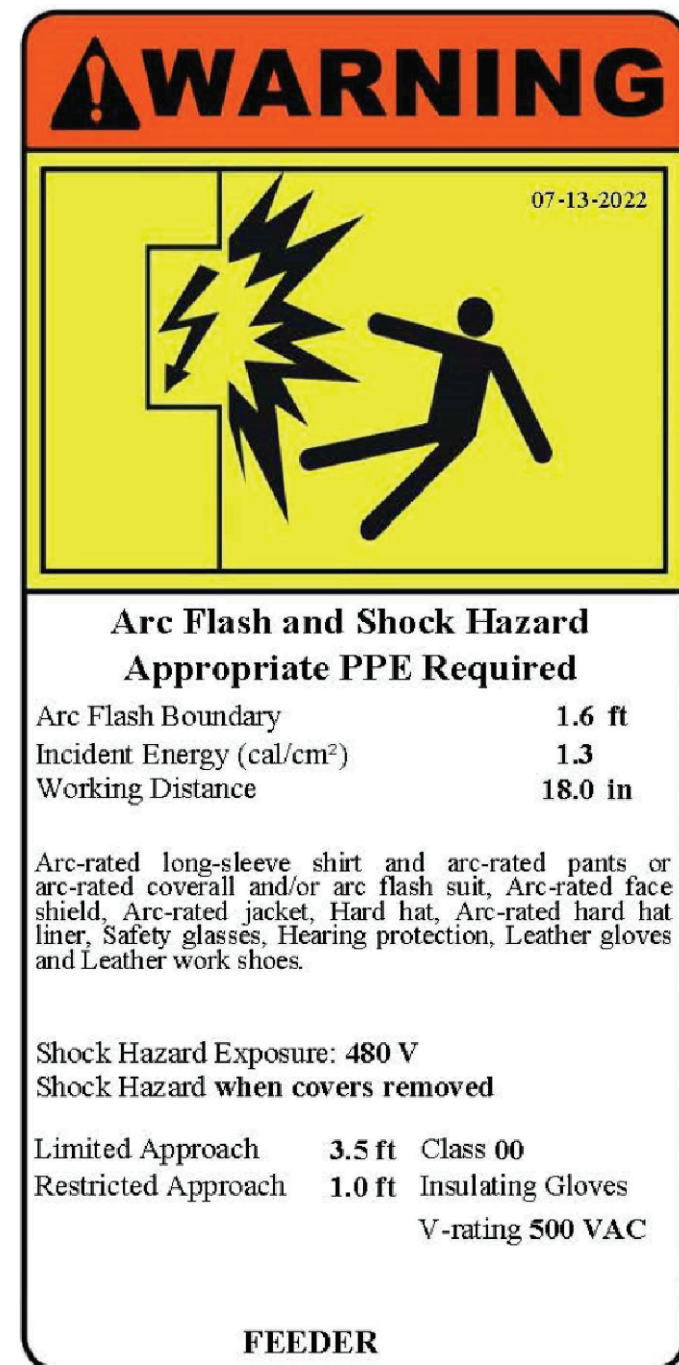 WARNING
07-13-2022
Arc Flash and Shock Hazard
Appropriate PPE Required
Arc Flash Boundary 1.6 ft
Incident Energy (cal/cm²) 1.3
Working Distance 18.0 in
Arc-rated long-sleeve shirt and arc-rated pants or
arc-rated coverall and/or arc flash suit, Arc-rated face
shield, Arc-rated jacket, Hard hat, Arc-rated hard hat
liner, Safety glasses, Hearing protection, Leather gloves
and Leather work shoes.
Shock Hazard Exposure: 480 V
Shock Hazard when covers removed
Limited Approach 3.5 ft Class 00
Restricted Approach 1.0 ft Insulating Gloves
V-rating 500 VAC
FEEDER